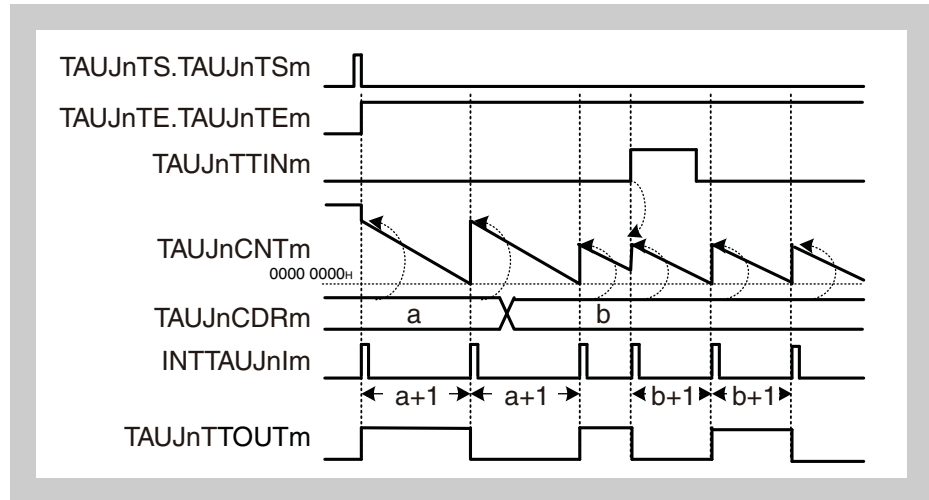 TAUJnTS.TAUJnTSm
TAUJnTE.TAUJnTEm
TAUJnTTINm
TAUJnCNTm
0000 0000H
TAUJnCDRm
a
b
INTTAUJnIm
a+1
a+1
b+1
b+1
TAUJnTTOUTm